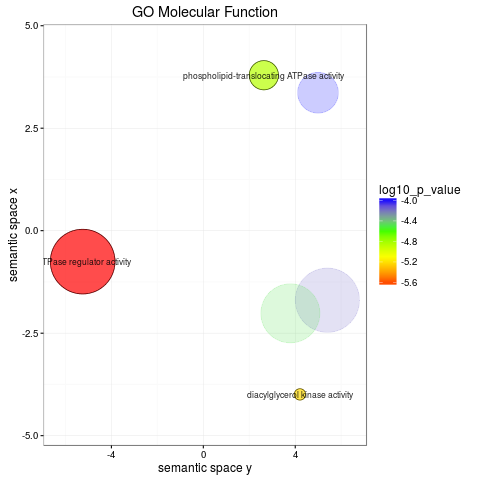 GO Molecular Function
5.0
phospholipid-translocating ATPase activity
2.5
log10_p_value
-4.0
-4.4
-4.8
-5.2
-5.6
semantic space x
0.0
TPase regulator activity
-2.5
diacylglycerol kinase activity
-5.0
-4
0
4
semantic space y